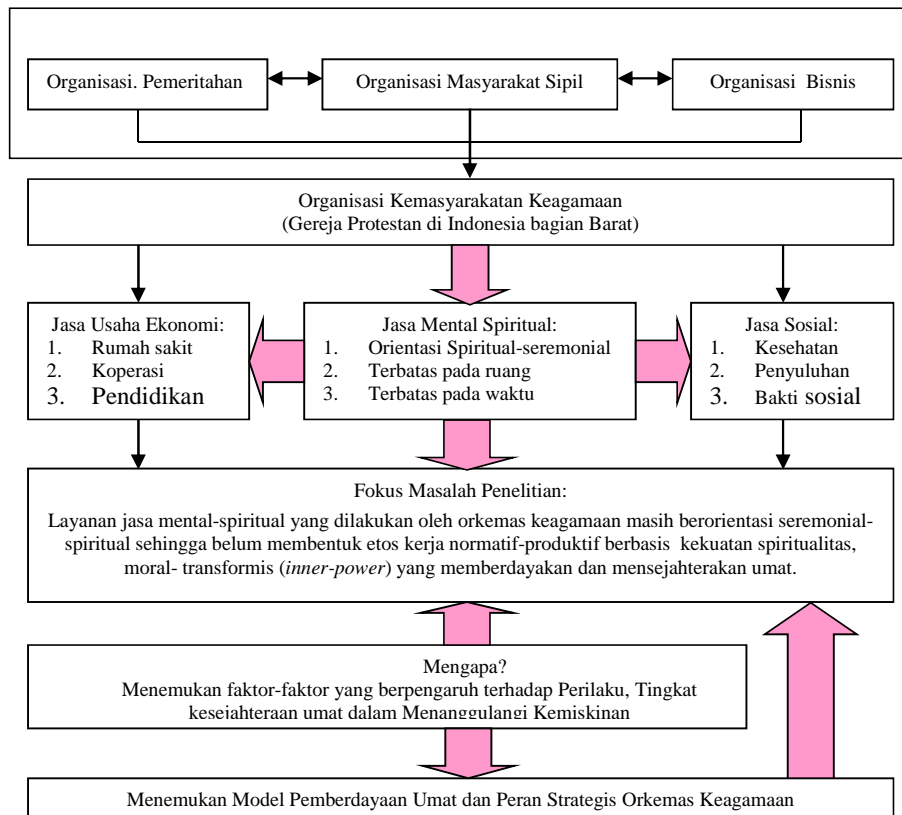 Organisasi. Pemeritahan
Organisasi Masyarakat Sipil
Organisasi Bisnis
Organisasi Kemasyarakatan Keagamaan
(Gereja Protestan di Indonesia bagian Barat)
Jasa Usaha Ekonomi:
1. Rumah sakit
2. Koperasi
3. Pendidikan
Jasa Mental Spiritual:
1. Orientasi Spiritual-seremonial
2. Terbatas pada ruang
3. Terbatas pada waktu
Jasa Sosial:
1. Kesehatan
2. Penyuluhan
3. Bakti sosial
Fokus Masalah Penelitian:
Layanan jasa mental-spiritual yang dilakukan oleh orkemas keagamaan masih berorientasi seremonial-
spiritual sehingga belum membentuk etos kerja normatif-produktif berbasis kekuatan spiritualitas,
moral- transformis (inner-power) yang memberdayakan dan mensejahterakan umat.
Mengapa?
Menemukan faktor-faktor yang berpengaruh terhadap Perilaku, Tingkat
kesejahteraan umat dalam Menanggulangi Kemiskinan
Menemukan Model Pemberdayaan Umat dan Peran Strategis Orkemas Keagamaan